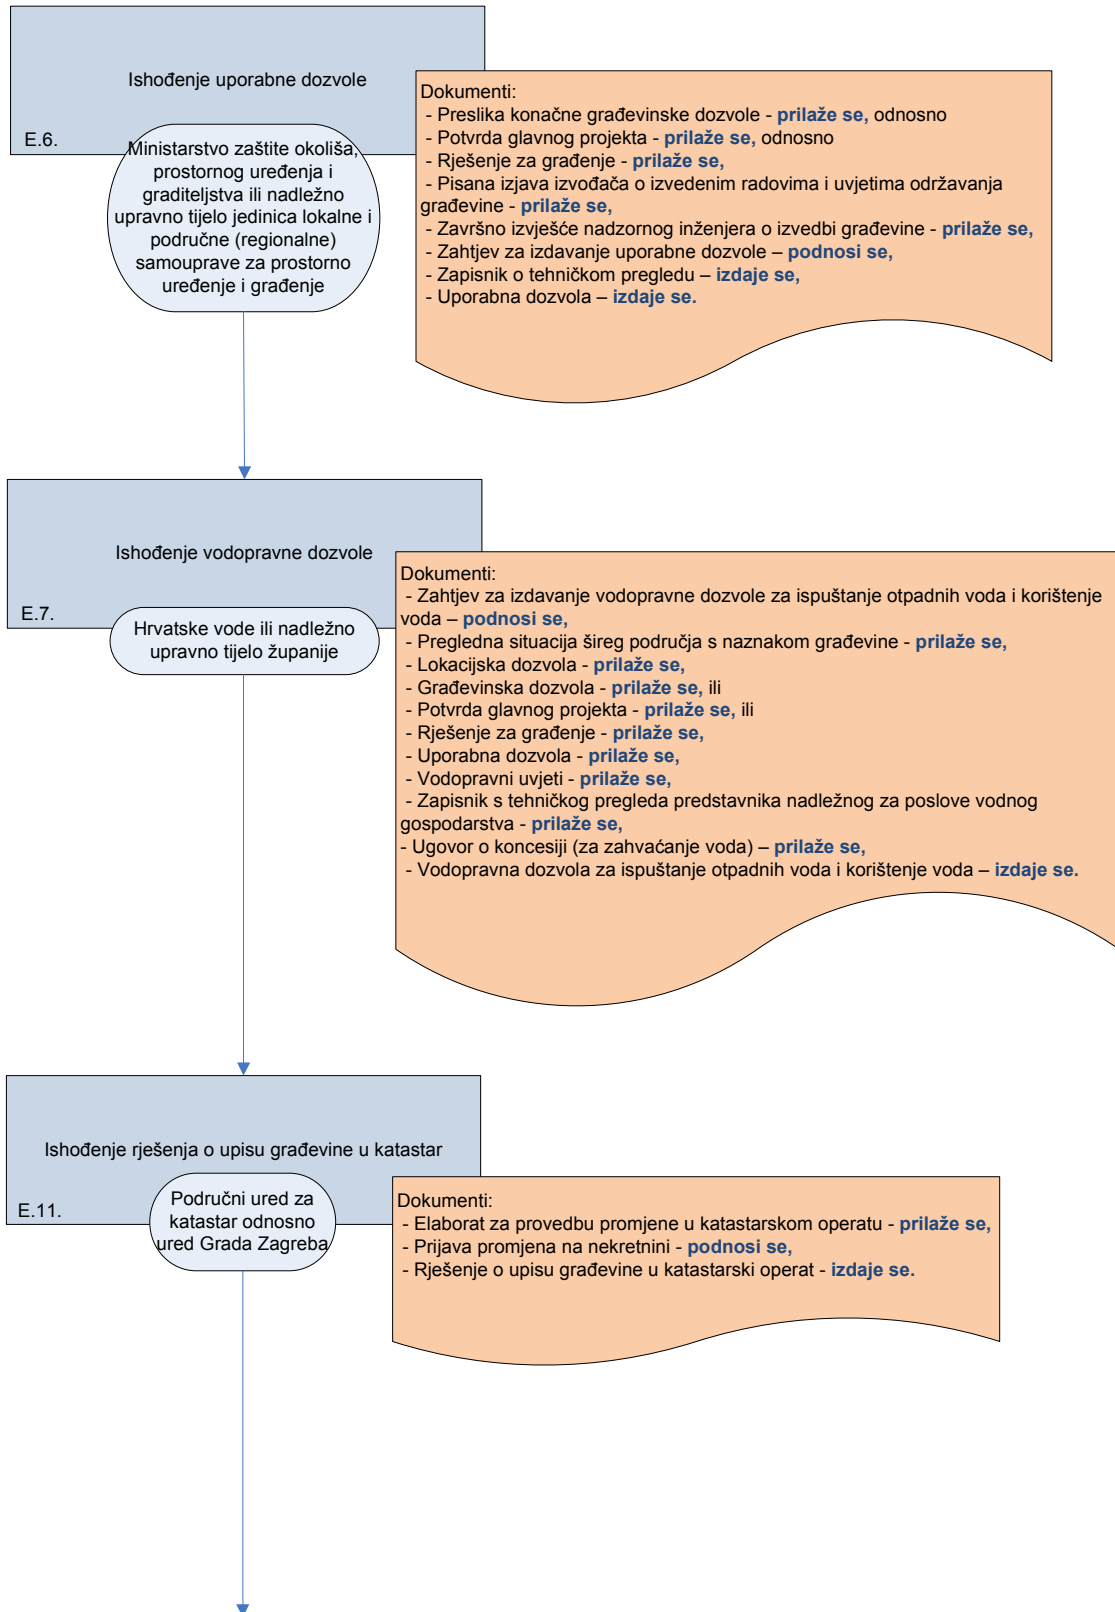 Ishođenje uporabne dozvole
E.6.
Ministarstvo zaštite okoliša,
prostornog uređenja i
graditeljstva ili nadležno
upravno tijelo jedinica lokalne i
područne (regionalne)
samouprave za prostorno
uređenje i građenje
Dokumenti:
- Preslika konačne građevinske dozvole - prilaže se, odnosno
- Potvrda glavnog projekta - prilaže se, odnosno
- Rješenje za građenje - prilaže se,
- Pisana izjava izvođača o izvedenim radovima i uvjetima održavanja
građevine - prilaže se,
- Završno izvješće nadzornog inženjera o izvedbi građevine - prilaže se,
- Zahtjev za izdavanje uporabne dozvole – podnosi se,
- Zapisnik o tehničkom pregledu – izdaje se,
- Uporabna dozvola – izdaje se.
Ishođenje vodopravne dozvole
E.7.
Hrvatske vode ili nadležno
upravno tijelo županije
Dokumenti:
- Zahtjev za izdavanje vodopravne dozvole za ispuštanje otpadnih voda i korištenje
voda – podnosi se,
- Pregledna situacija šireg područja s naznakom građevine - prilaže se,
- Lokacijska dozvola - prilaže se,
- Građevinska dozvola - prilaže se, ili
- Potvrda glavnog projekta - prilaže se, ili
- Rješenje za građenje - prilaže se,
- Uporabna dozvola - prilaže se,
- Vodopravni uvjeti - prilaže se,
- Zapisnik s tehničkog pregleda predstavnika nadležnog za poslove vodnog
gospodarstva - prilaže se,
- Ugovor o koncesiji (za zahvaćanje voda) – prilaže se,
- Vodopravna dozvola za ispuštanje otpadnih voda i korištenje voda – izdaje se.
Ishođenje rješenja o upisu građevine u katastar
E.11.
Područni ured za
katastar odnosno
ured Grada Zagreba
Dokumenti:
- Elaborat za provedbu promjene u katastarskom operatu - prilaže se,
- Prijava promjena na nekretnini - podnosi se,
- Rješenje o upisu građevine u katastarski operat - izdaje se.